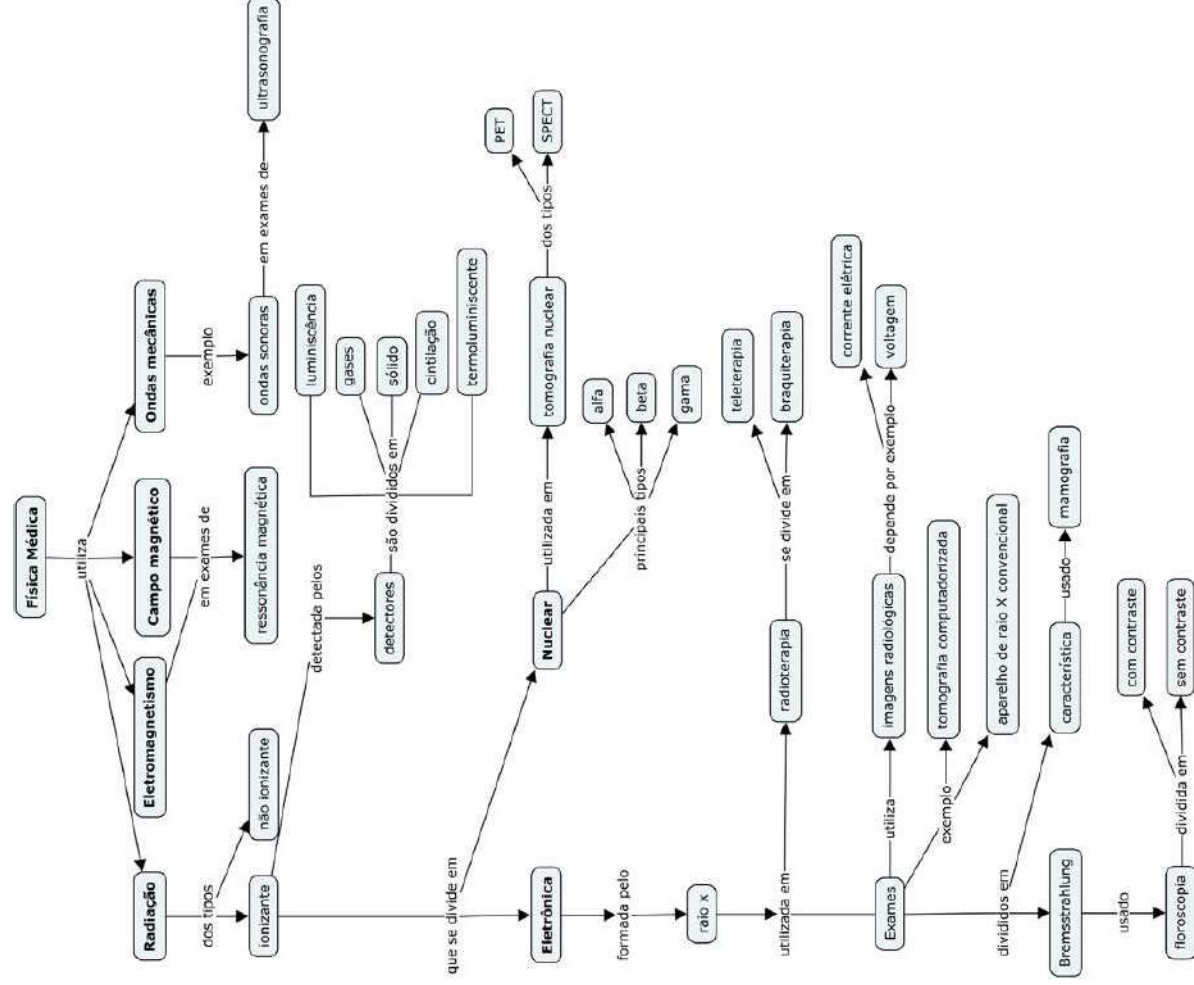 Física Médica
utiliza
Radiação
Eletromagnetismo
Campo magnético
Ondas mecânicas
dos tipos
em exames de
exemplo
ionizante
não ionizante
ressonância magnética
ondas sonoras
em exames de
ultrasonografia
detectada pelos
detectores
são divididos em
luminiscência
gases
sólido
cintilação
termoluminiscente
que se divide em
Eletrônica
Nuclear
utilizada em
tomografia nuclear
dos tipos
PET
SPECT
principais tipos
alfa
beta
gama
formada pelo
raio x
utilizada em
radioterapia
se divide em
teleterapia
braquiterapia
Exames
utiliza
imagens radiológicas
depende por exemplo
corrente elétrica
voltagem
exemplo
tomografia computadorizada
aparelho de raio X convencional
divididos em
Bremsstrahlung
característica
usado
mamografia
usado
floroscopia
dividida em
com contraste
sem contraste